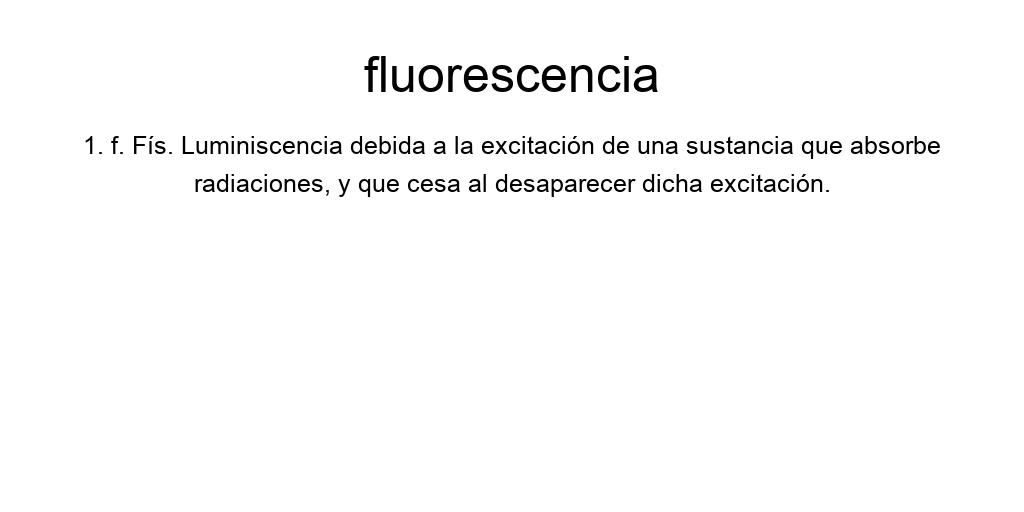 fluorescencia
1. f. Fís. Luminiscencia debida a la excitación de una sustancia que absorbe
radiaciones, y que cesa al desaparecer dicha excitación.